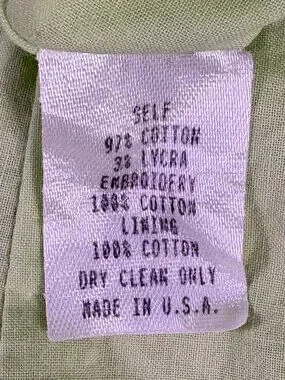 SELF
97% COTTON
3% LYCRA
EMBROIDERY
100% COTTON
LINING
100% COTTON
DRY CLEAN ONLY
MADE IN U.S.A.